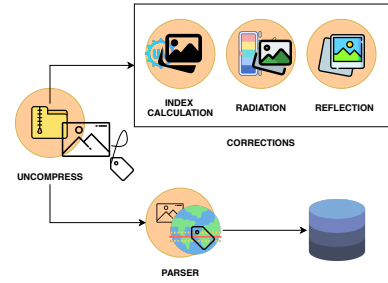 INDEX
CALCULATION
RADIATION
REFLECTION
CORRECTIONS
UNCOMPRESS
PARSER